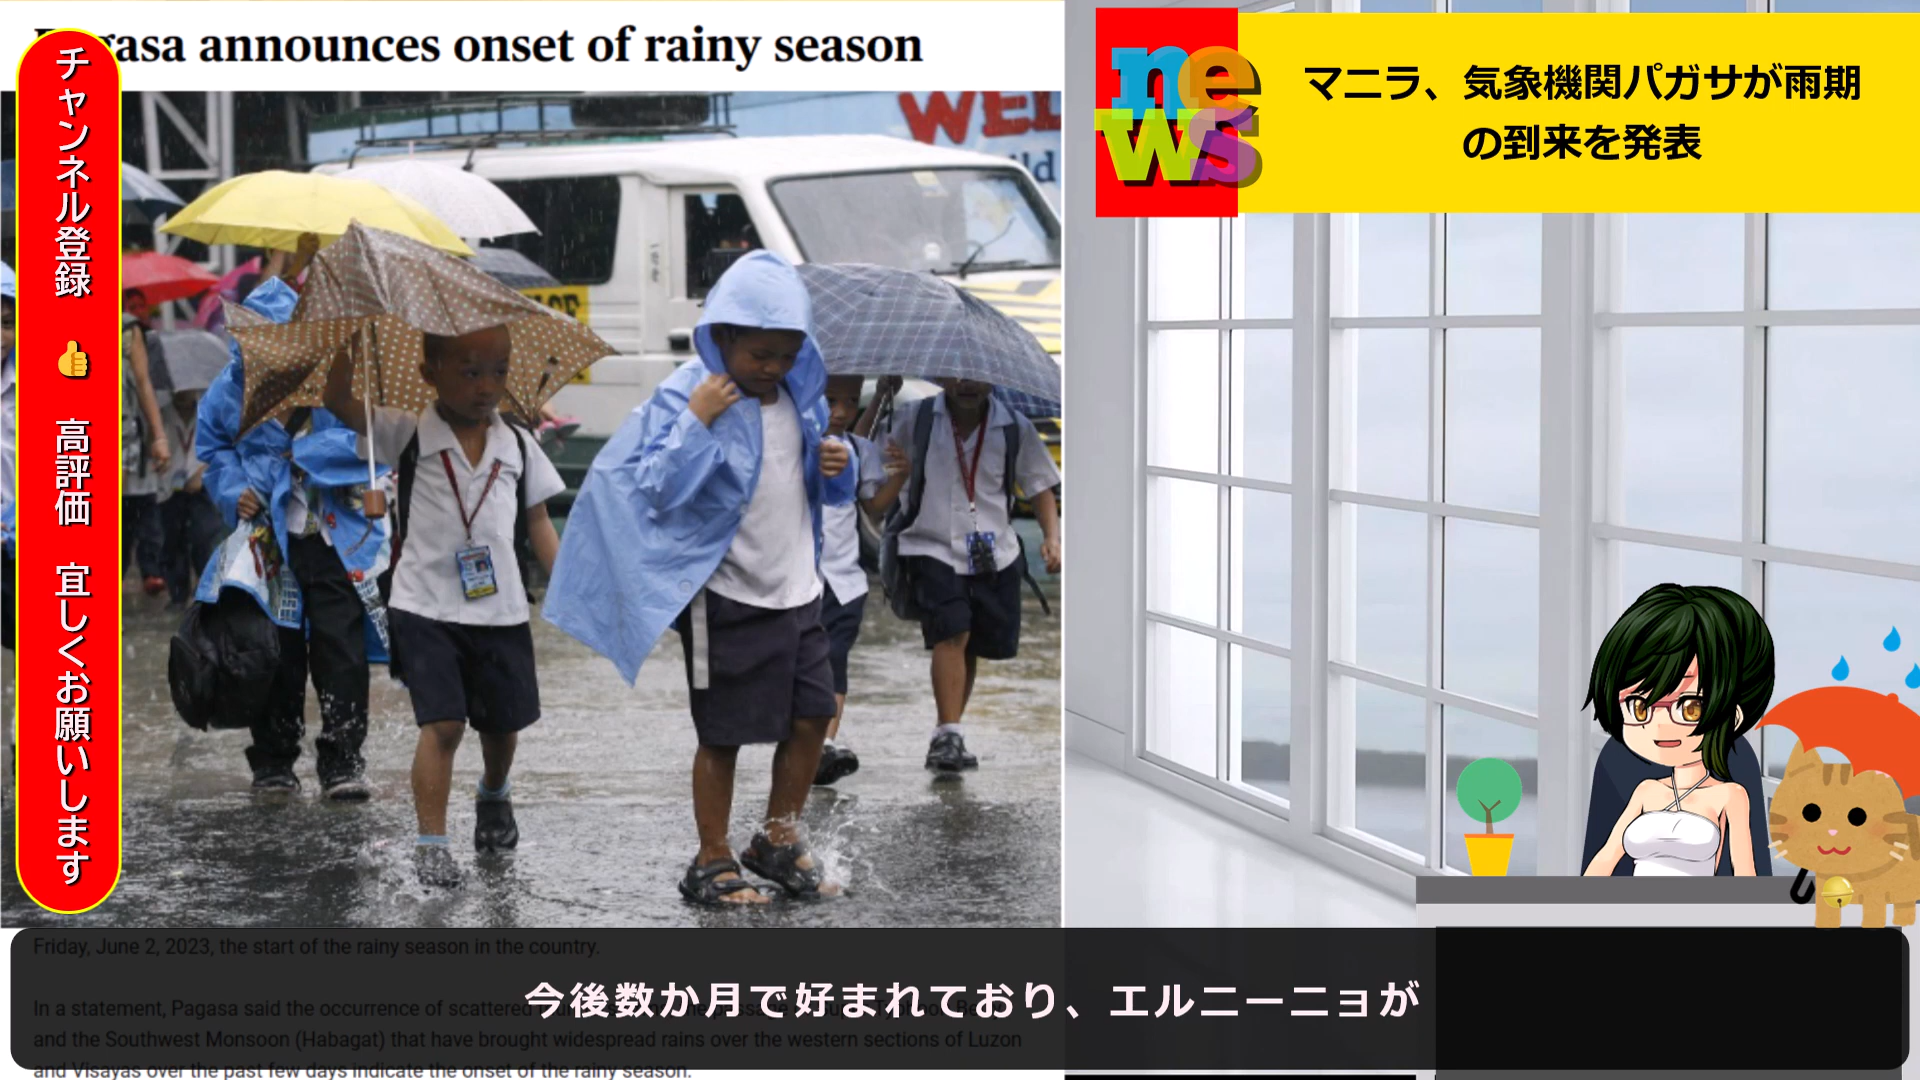 agasa announces onset of rainy season
チャンネル登録 👍 高評価 宜しくお願いします
news
マニラ、気象機関パガサが雨期
の到来を発表
WEL
ld
Friday, June 2, 2023, the start of the rainy season in the country.
In a statement, Pagasa said the occurrence of scattered
and the Southwest Monsoon (Habagat) that have brought widespread rains over the western sections of Luzon
and Visayas over the past few days indicate the onset of the rainy season.
今後数か月で好まれており、エルニーニョが